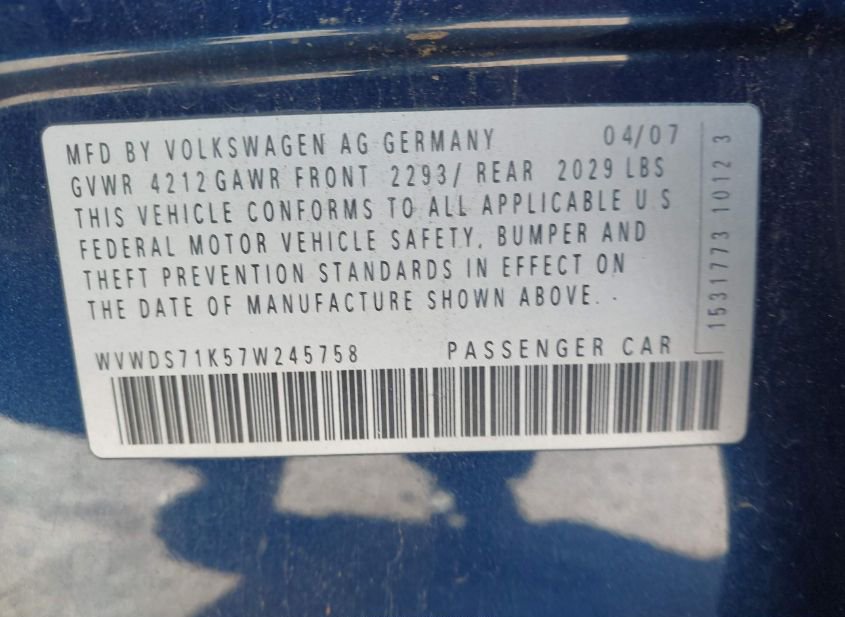 MFD BY VOLKSWAGEN AG GERMANY 04/07
GVWR 4212 GAWR FRONT 2293/ REAR 2029 LBS
THIS VEHICLE CONFORMS TO ALL APPLICABLE U.S
FEDERAL MOTOR VEHICLE SAFETY, BUMPER AND
THEFT PREVENTION STANDARDS IN EFFECT ON
THE DATE OF MANUFACTURE SHOWN ABOVE.
WVWDS71K57W245758 PASSENGER CAR
1531773 1012 3